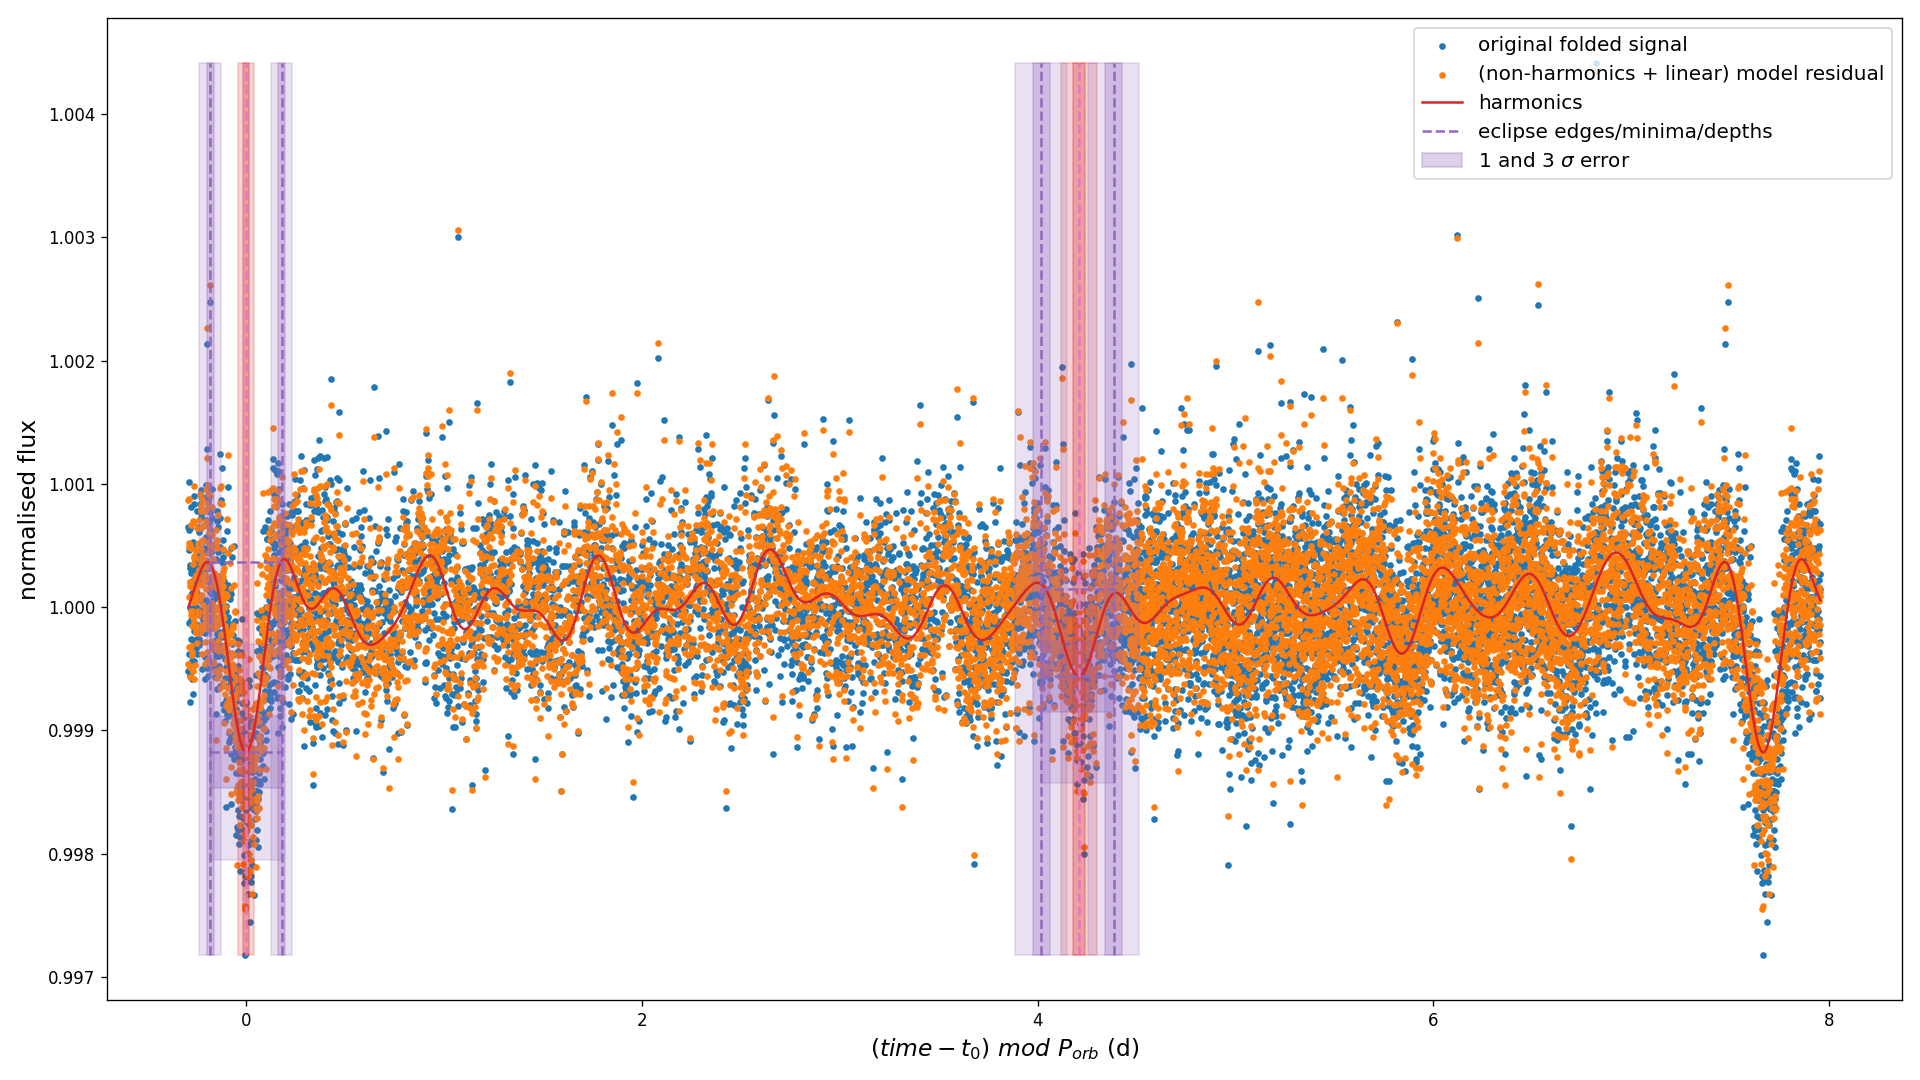 original folded signal
(non-harmonics + linear) model residual
harmonics
eclipse edges/minima/depths
1 and 3 σ error
normalised flux
1.004
1.003
1.002
1.001
1.000
0.999
0.998
0.997
0
2
4
6
8
(time − t₀) mod Pₒᵣb (d)